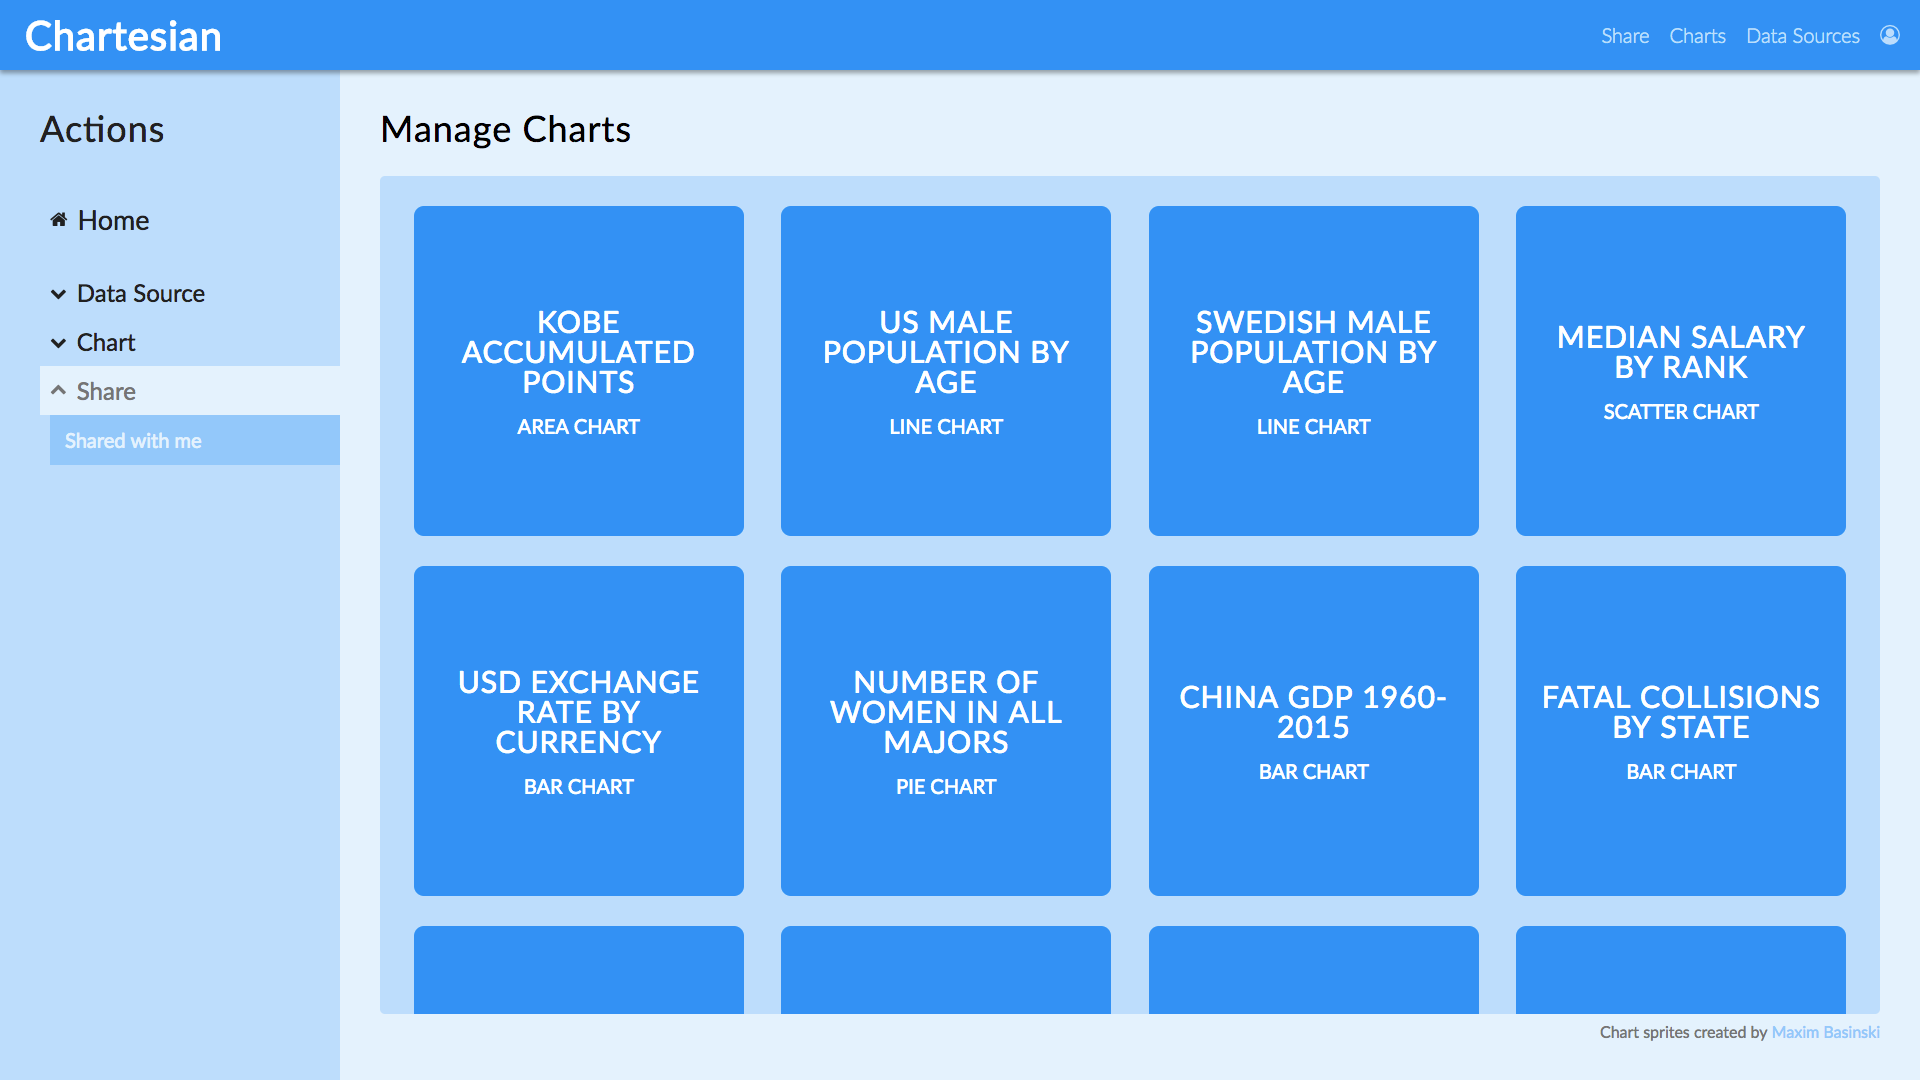 Chartesian
Share Charts Data Sources
Actions
Home
Data Source
Chart
Share
Shared with me
Manage Charts
KOBE
ACCUMULATED
POINTS
AREA CHART
US MALE
POPULATION BY
AGE
LINE CHART
SWEDISH MALE
POPULATION BY
AGE
LINE CHART
MEDIAN SALARY
BY RANK
SCATTER CHART
USD EXCHANGE
RATE BY
CURRENCY
BAR CHART
NUMBER OF
WOMEN IN ALL
MAJORS
PIE CHART
CHINA GDP 1960-
2015
BAR CHART
FATAL COLLISIONS
BY STATE
BAR CHART
Chart sprites created by Maxim Basinski